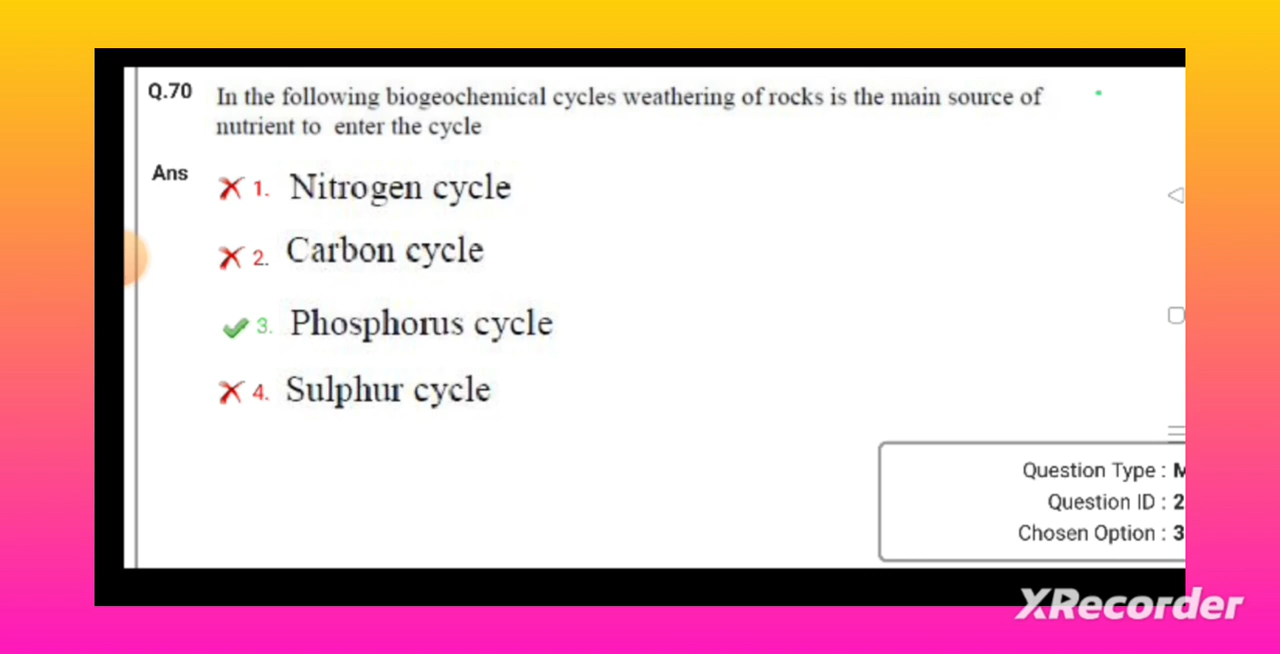 Q.70 In the following biogeochemical cycles weathering of rocks is the main source of
nutrient to enter the cycle
Ans 1. Nitrogen cycle
2. Carbon cycle
3. Phosphorus cycle
4. Sulphur cycle
Question Type : M
Question ID : 2
Chosen Option : 3
XRecorder